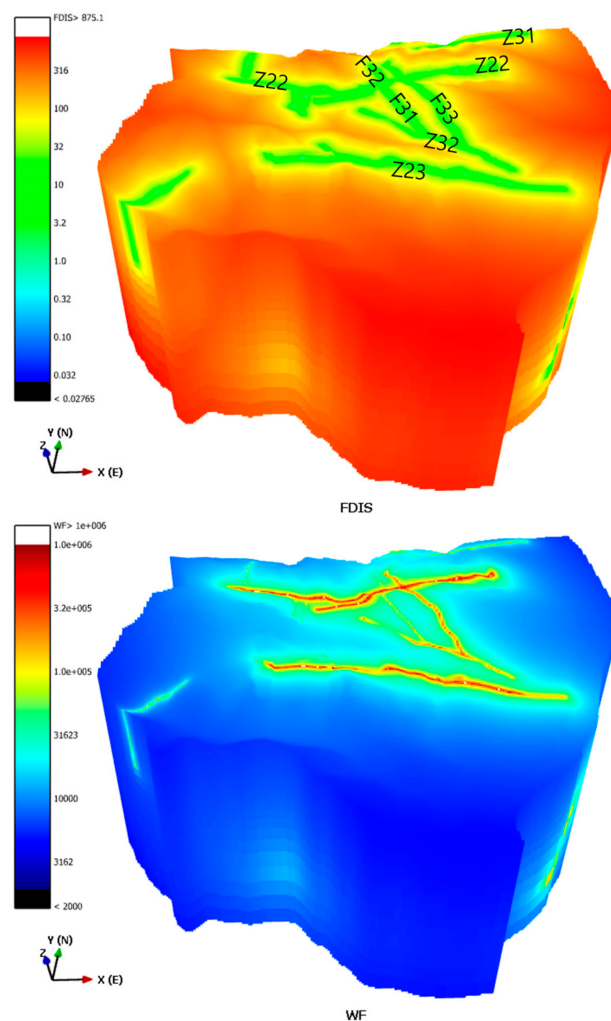 FDIS> 875.1
316
100
32
10
3.2
1.0
0.32
0.10
0.032
< 0.02765
Z31
Z22
Z22
F32
F31
F33
Z32
Z23
Y (N)
Z
X (E)
FDIS
WF> 1e+006
1.0e+006
3.2e+005
1.0e+005
31623
10000
3162
< 2000
Y (N)
Z
X (E)
WF